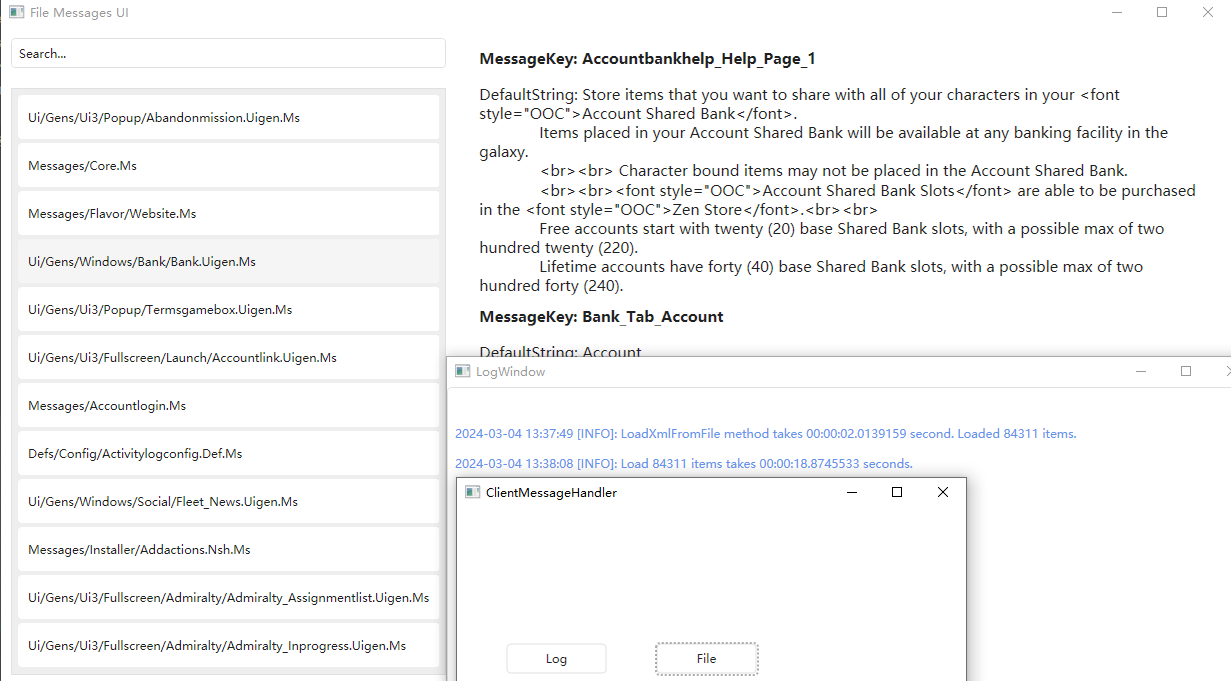 File Messages UI
Search...
Ui/Gens/Ui3/Popup/Abandonmission.Uigen.Ms
Messages/Core.Ms
Messages/Flavor/Website.Ms
Ui/Gens/Windows/Bank/Bank.Uigen.Ms
Ui/Gens/Ui3/Popup/Termsgamebox.Uigen.Ms
Ui/Gens/Ui3/Fullscreen/Launch/Accountlink.Uigen.Ms
Messages/Accountlogin.Ms
Defs/Config/Activitylogconfig.Def.Ms
Ui/Gens/Windows/Social/Fleet_News.Uigen.Ms
Messages/Installer/Addactions.Nsh.Ms
Ui/Gens/Ui3/Fullscreen/Admiralty/Admiralty_Assignmentlist.Uigen.Ms
Ui/Gens/Ui3/Fullscreen/Admiralty/Admiralty_Inprogress.Uigen.Ms
MessageKey: Accountbankhelp_Help_Page_1
DefaultString: Store items that you want to share with all of your characters in your <font
style="OOC">Account Shared Bank</font>.
Items placed in your Account Shared Bank will be available at any banking facility in the
galaxy.
<br><br> Character bound items may not be placed in the Account Shared Bank.
<br><br><font style="OOC">Account Shared Bank Slots</font> are able to be purchased
in the <font style="OOC">Zen Store</font>.<br><br>
Free accounts start with twenty (20) base Shared Bank slots, with a possible max of two
hundred twenty (220).
Lifetime accounts have forty (40) base Shared Bank slots, with a possible max of two
hundred forty (240).
MessageKey: Bank_Tab_Account
DefaultString: Account
LogWindow
2024-03-04 13:37:49 [INFO]: LoadXmlFromFile method takes 00:00:02.0139159 second. Loaded 84311 items.
2024-03-04 13:38:08 [INFO]: Load 84311 items takes 00:00:18.8745533 seconds.
ClientMessageHandler
Log
File